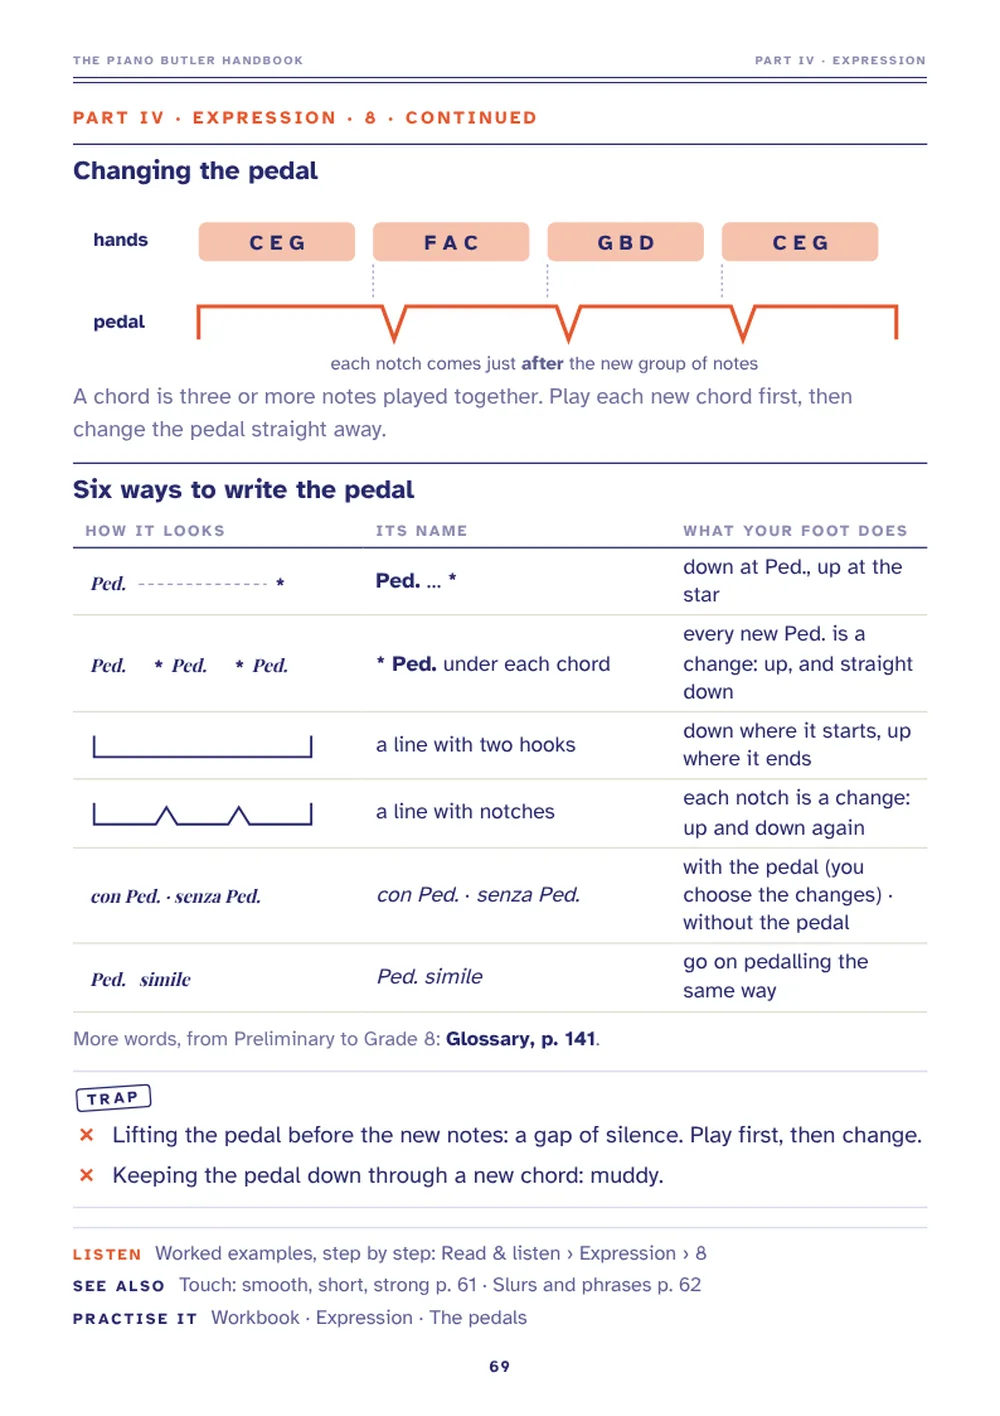 THE PIANO BUTLER HANDBOOK
PART IV · EXPRESSION
PART IV · EXPRESSION · 8 · CONTINUED
Changing the pedal
hands
C E G
F A C
G B D
C E G
pedal
each notch comes just after the new group of notes
A chord is three or more notes played together. Play each new chord first, then
change the pedal straight away.
Six ways to write the pedal
HOW IT LOOKS
ITS NAME
WHAT YOUR FOOT DOES
Ped. -------------- *
Ped. ... *
down at Ped., up at the
star
Ped. * Ped. * Ped.
* Ped. under each chord
every new Ped. is a
change: up, and straight
down
a line with two hooks
down where it starts, up
where it ends
a line with notches
each notch is a change:
up and down again
con Ped. · senza Ped.
con Ped. · senza Ped.
with the pedal (you
choose the changes) ·
without the pedal
Ped. simile
Ped. simile
go on pedalling the
same way
More words, from Preliminary to Grade 8: Glossary, p. 141.
TRAP
× Lifting the pedal before the new notes: a gap of silence. Play first, then change.
× Keeping the pedal down through a new chord: muddy.
LISTEN Worked examples, step by step: Read & listen › Expression › 8
SEE ALSO Touch: smooth, short, strong p. 61 · Slurs and phrases p. 62
PRACTISE IT Workbook · Expression · The pedals
69